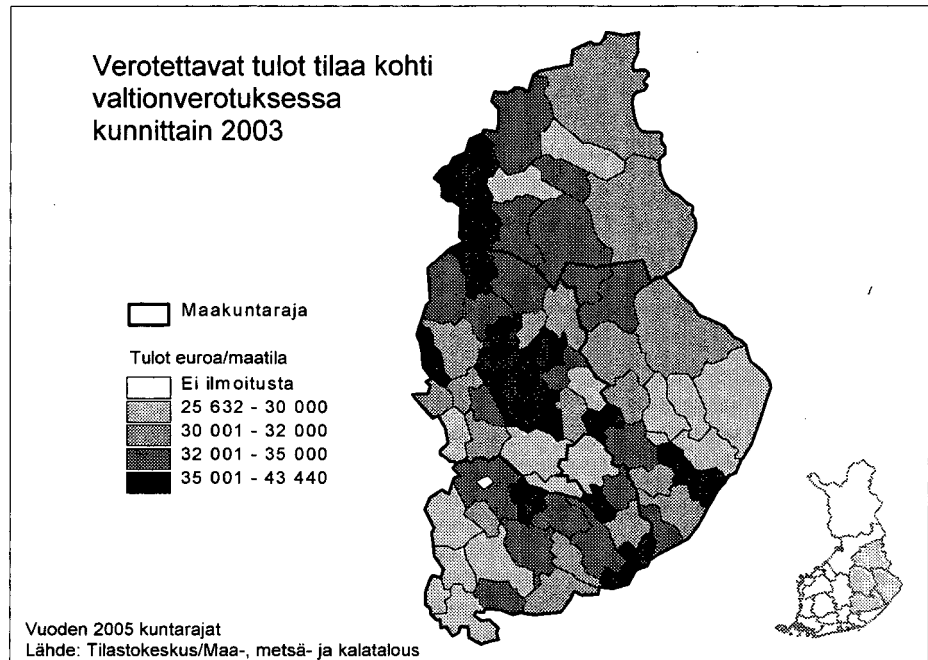 Verotettavat tulot tilaa kohti
valtionverotuksessa
kunnittain 2003
Maakuntaraja
Tulot euroa/maatila
Ei ilmoitusta
25 632 - 30 000
30 001 - 32 000
32 001 - 35 000
35 001 - 43 440
Vuoden 2005 kuntarajat
Lähde: Tilastokeskus/Maa-, metsä- ja kalatalous